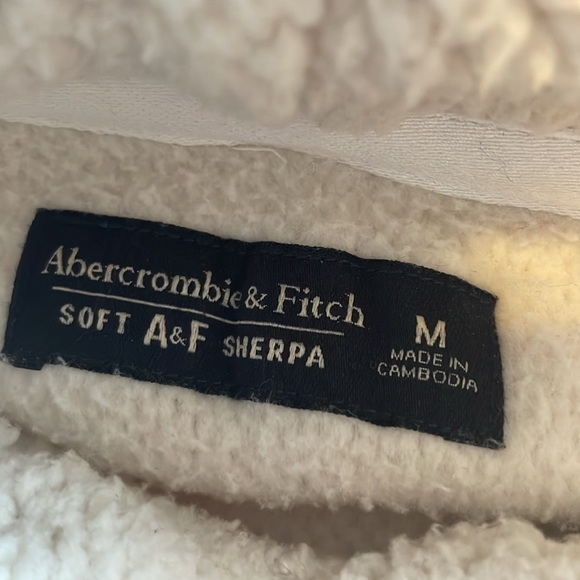 Abercrombie & Fitch
SOFT A&F SHERPA
M
MADE IN
CAMBODIA